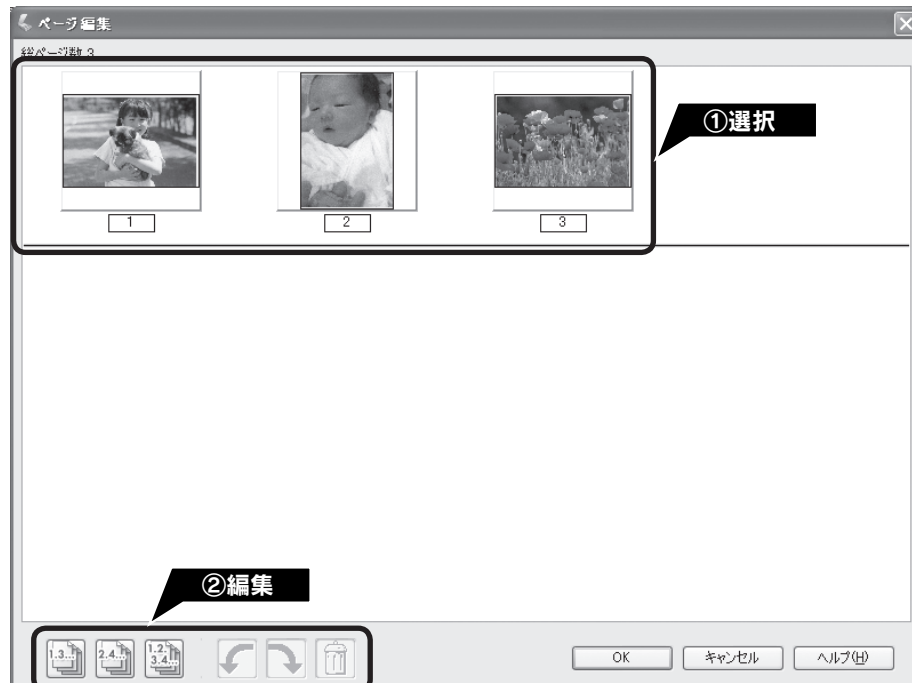 ページ編集
総ページ数 3
①選択
1
2
3
②編集
1.3...
2.4...
1.2.
3.4...
OK
キャンセル
ヘルプ(H)